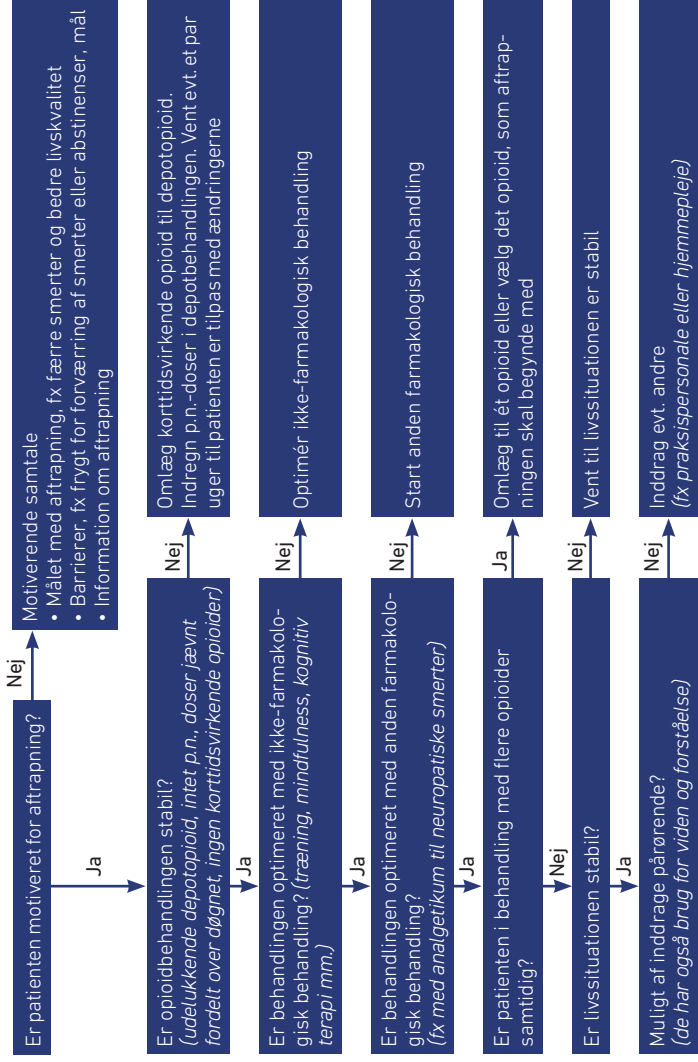 Er patienten motiveret for aftrapning?
Nej
Motiverende samtale
• Målet med aftrapning, fx færre smerter og bedre livskvalitet
• Barrierer, fx frygt for forværring af smerter eller abstinenser, mål
• Information om aftrapning
Ja
Er opioidbehandlingen stabil?
(udelukkende depotopioid, intet p.n., doser jævnt
fordelt over døgnet, ingen korttidsvirkende opioider)
Nej
Omlæg korttidsvirkende opioid til depotopioid.
Indregn p.n.-doser i depotbehandlingen. Vent evt. et par
uger til patienten er tilpas med ændringerne
Ja
Er behandlingen optimeret med ikke-farmakolo-
gisk behandling? (træning, mindfulness, kognitiv
terapi mm.)
Nej
Optimér ikke-farmakologisk behandling
Ja
Er behandlingen optimeret med anden farmakolo-
gisk behandling?
(fx med analgetikum til neuropatiske smerter)
Nej
Start anden farmakologisk behandling
Ja
Er patienten i behandling med flere opioider
samtidig?
Ja
Omlæg til ét opioid eller vælg det opioid, som aftrap-
ningen skal begynde med
Nej
Er livssituationen stabil?
Nej
Vent til livssituationen er stabil
Ja
Muligt af inddrage pårørende?
(de har også brug for viden og forståelse)
Nej
Inddrag evt. andre
(fx praksispersonale eller hjemmepleje)